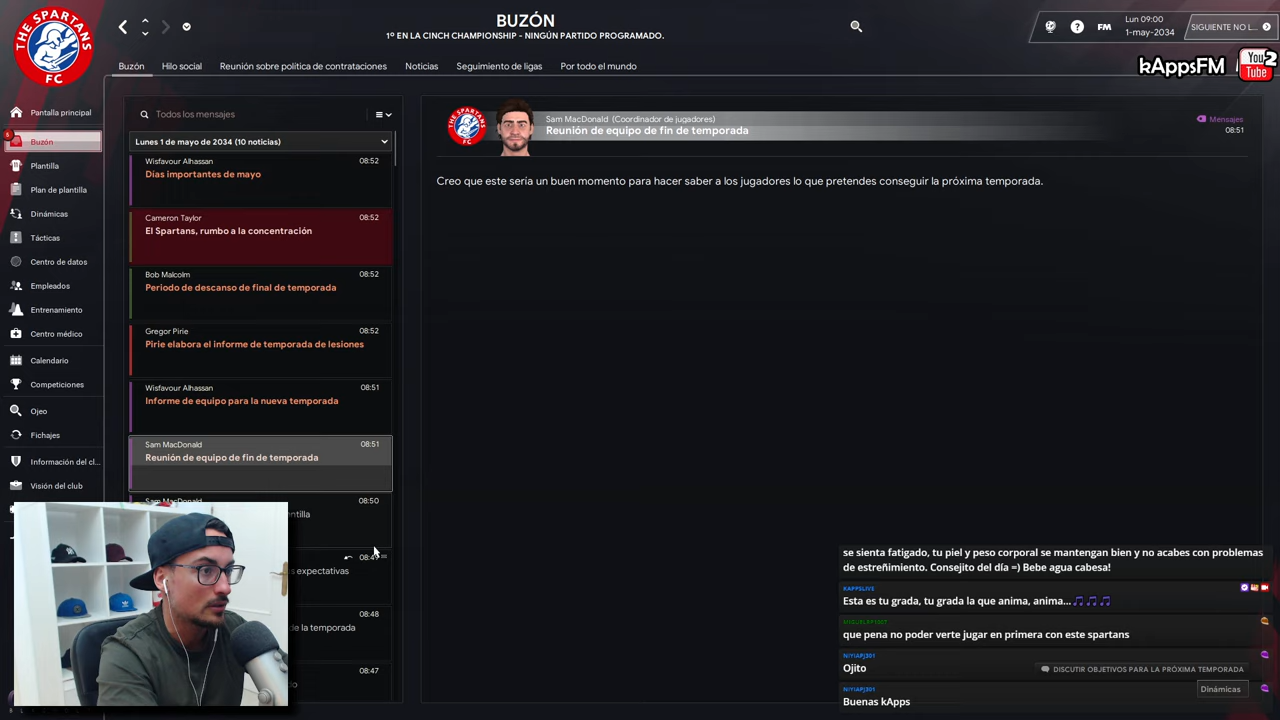 THE SPARTANS
FC
BUZÓN
1º EN LA CINCH CHAMPIONSHIP - NINGÚN PARTIDO PROGRAMADO.
FM
Lun 09:00
1-may-2034
SIGUIENTE NO L...
Buzón
Hilo social
Reunión sobre política de contrataciones
Noticias
Seguimiento de ligas
Por todo el mundo
kAppsFM
You2
Tube
Pantalla principal
5
Buzón
Plantilla
Plan de plantilla
Dinámicas
Tácticas
Centro de datos
Empleados
Entrenamiento
Centro médico
Calendario
Competiciones
Ojeo
Fichajes
Información del cl...
Visión del club
Todos los mensajes
Lunes 1 de mayo de 2034 (10 noticias)
Wisfavour Alhassan
08:52
Días importantes de mayo
Cameron Taylor
08:52
El Spartans, rumbo a la concentración
Bob Malcolm
08:52
Periodo de descanso de final de temporada
Gregor Pirie
08:52
Pirie elabora el informe de temporada de lesiones
Wisfavour Alhassan
08:51
Informe de equipo para la nueva temporada
Sam MacDonald
08:51
Reunión de equipo de fin de temporada
Sam MacDonald
08:50
ntilla
08:49
s expectativas
08:48
de la temporada
08:47
Sam MacDonald (Coordinador de jugadores)
Reunión de equipo de fin de temporada
Mensajes
08:51
Creo que este sería un buen momento para hacer saber a los jugadores lo que pretendes conseguir la próxima temporada.
se sienta fatigado, tu piel y peso corporal se mantengan bien y no acabes con problemas
de estreñimiento. Consejito del día =) Bebe agua cabesa!
KAPPSLIVE
Esta es tu grada, tu grada la que anima, anima...🎵🎵🎵
que pena no poder verte jugar en primera con este spartans
NIYIAPJ301
Ojito
DISCUTIR OBJETIVOS PARA LA PRÓXIMA TEMPORADA
NIYIAPJ301
Buenas kApps
Dinámicas